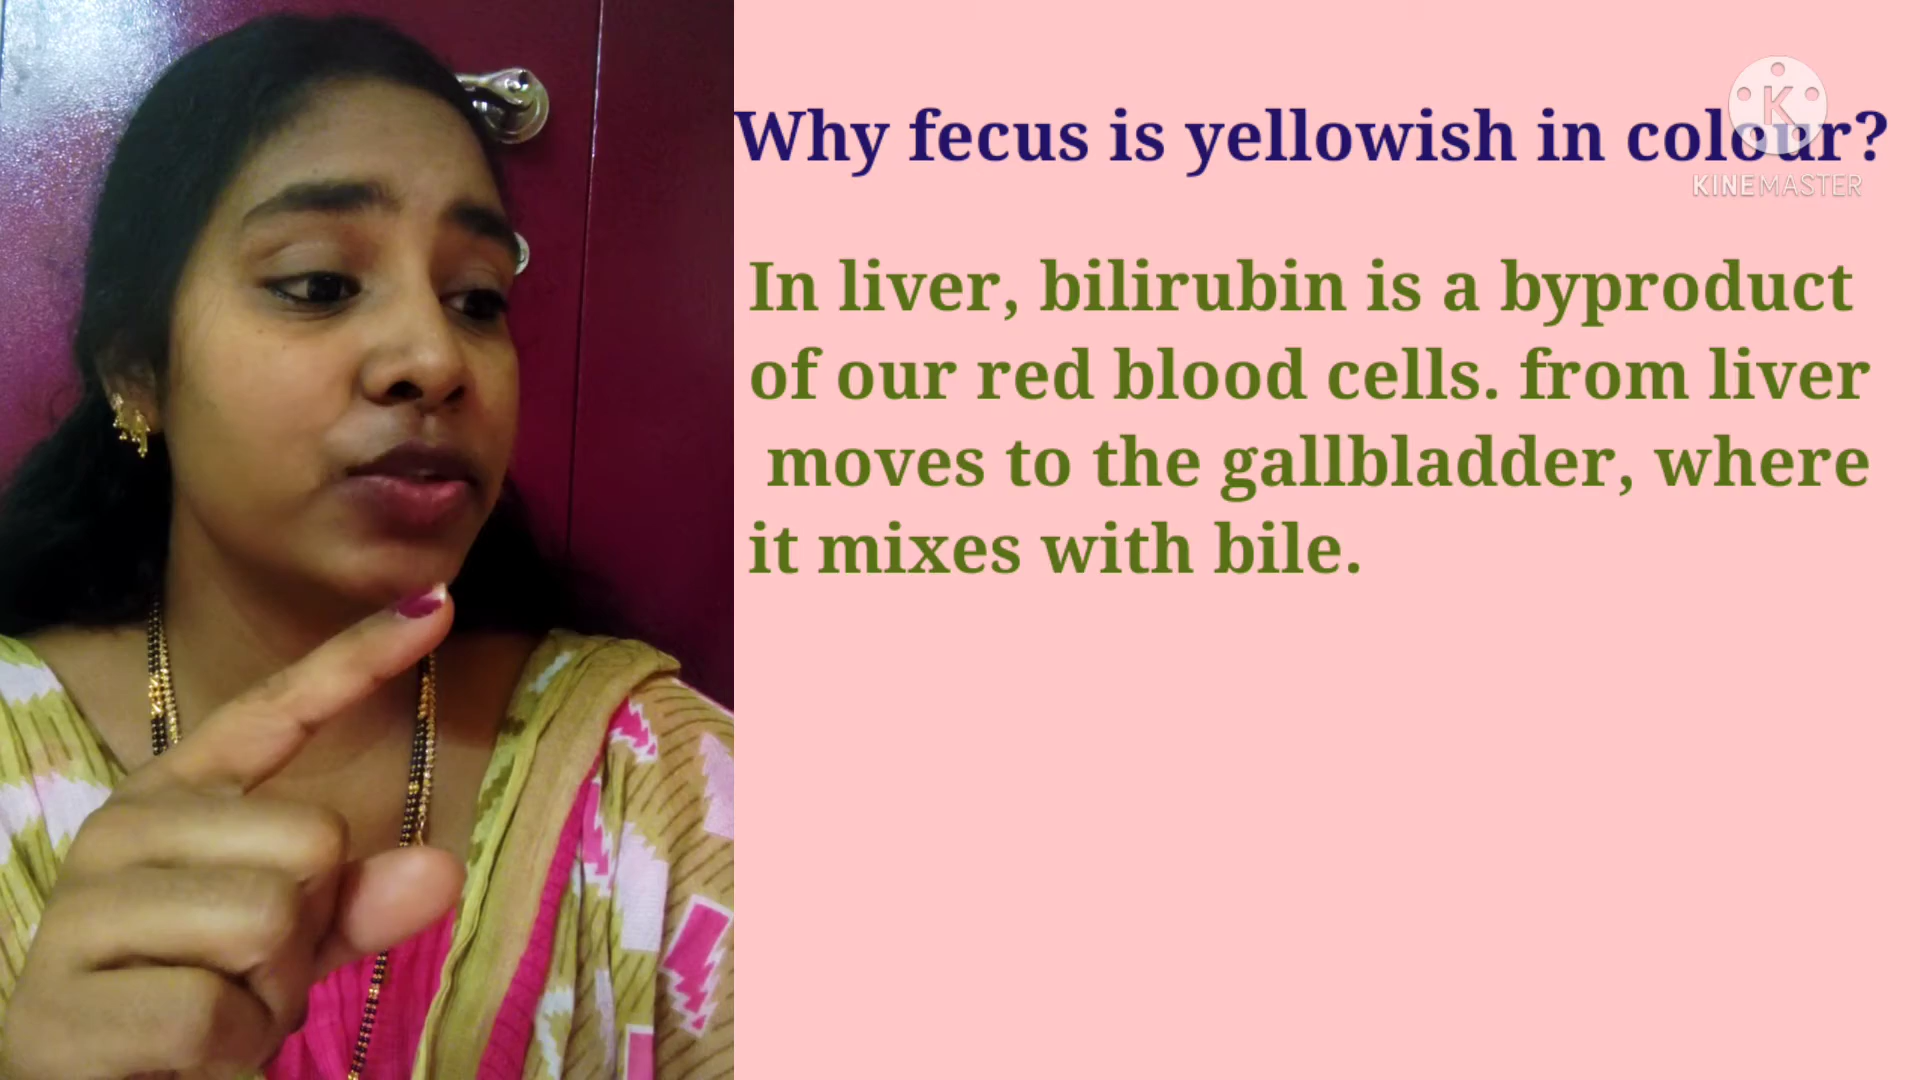 Why fecus is yellowish in colour?
KINEMASTER
In liver, bilirubin is a byproduct
of our red blood cells. from liver
moves to the gallbladder, where
it mixes with bile.